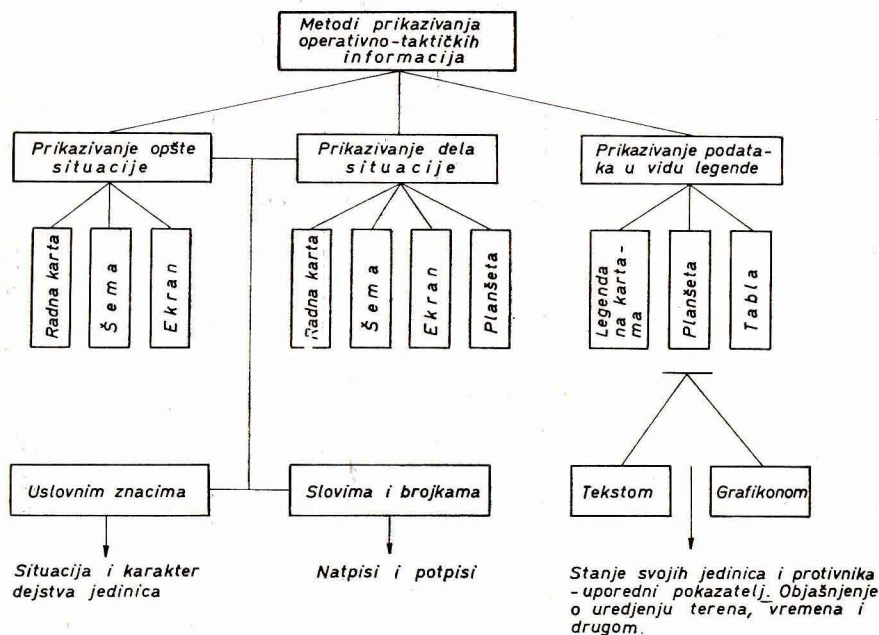 Metodi prikazivanja
operativno-taktičkih
informacija
Prikazivanje opšte
situacije
Prikazivanje dela
situacije
Prikazivanje podata-
ka u vidu legende
Radna karta
Šema
Ekran
Radna karta
Šema
Ekran
Planšeta
Legenda
na karta-
ma
Planšeta
Tabla
Uslovnim znacima
Slovima i brojkama
Tekstom
Grafikonom
Situacija i karakter
dejstva jedinica
Natpisi i potpisi
Stanje svojih jedinica i protivnika
- uporedni pokazatelj. Objašnjenje
o uredjenju terena, vremena i
drugom.